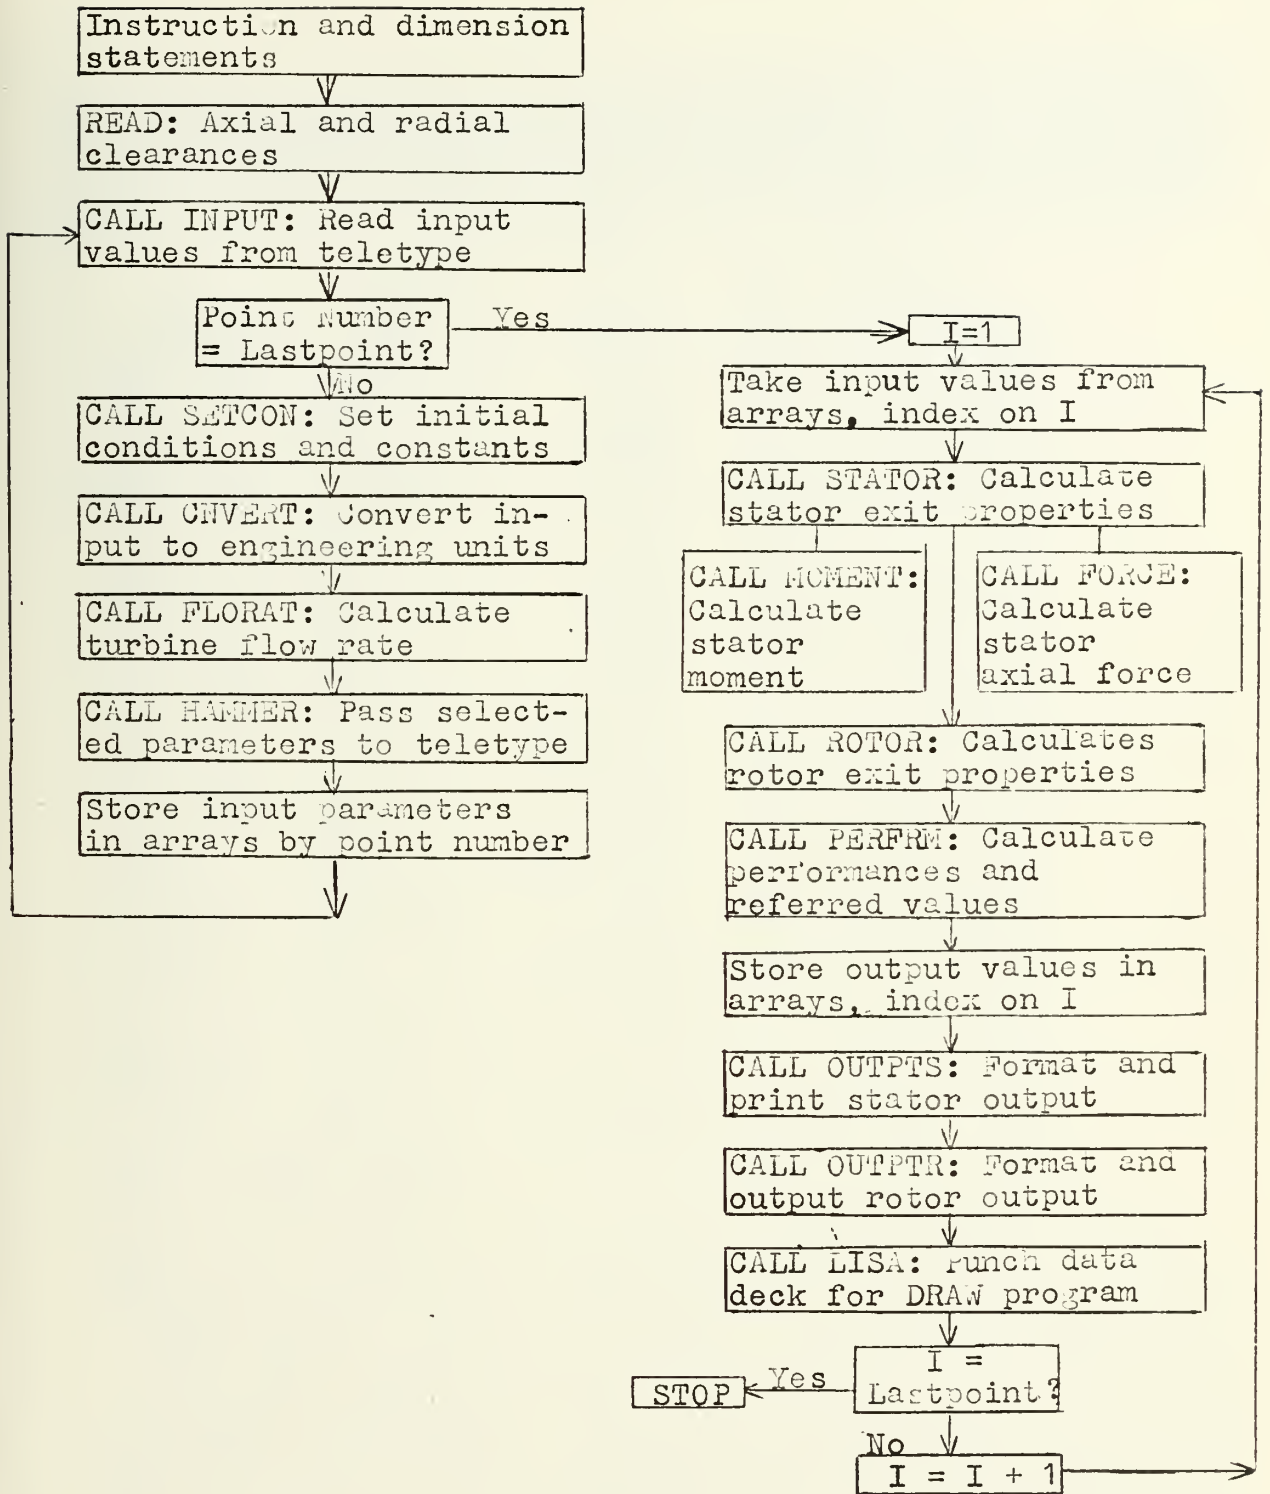 Instruction and dimension
statements
READ: Axial and radial
clearances
CALL INPUT: Read input
values from teletype
Point Number
= Lastpoint?
Yes
No
CALL SETCON: Set initial
conditions and constants
CALL CNVERT: Convert in-
put to engineering units
CALL FLORAT: Calculate
turbine flow rate
CALL HAMMER: Pass select-
ed parameters to teletype
Store input parameters
in arrays by point number
I=1
Take input values from
arrays, index on I
CALL STATOR: Calculate
stator exit properties
CALL MOMENT:
Calculate
stator
moment
CALL FORCE:
Calculate
stator
axial force
CALL ROTOR: Calculates
rotor exit properties
CALL PERFRM: Calculate
performances and
referred values
Store output values in
arrays, index on I
CALL OUTPTS: Format and
print stator output
CALL OUTPTR: Format and
output rotor output
CALL LISA: Punch data
deck for DRAW program
I =
Lastpoint?
Yes
STOP
No
I = I + 1